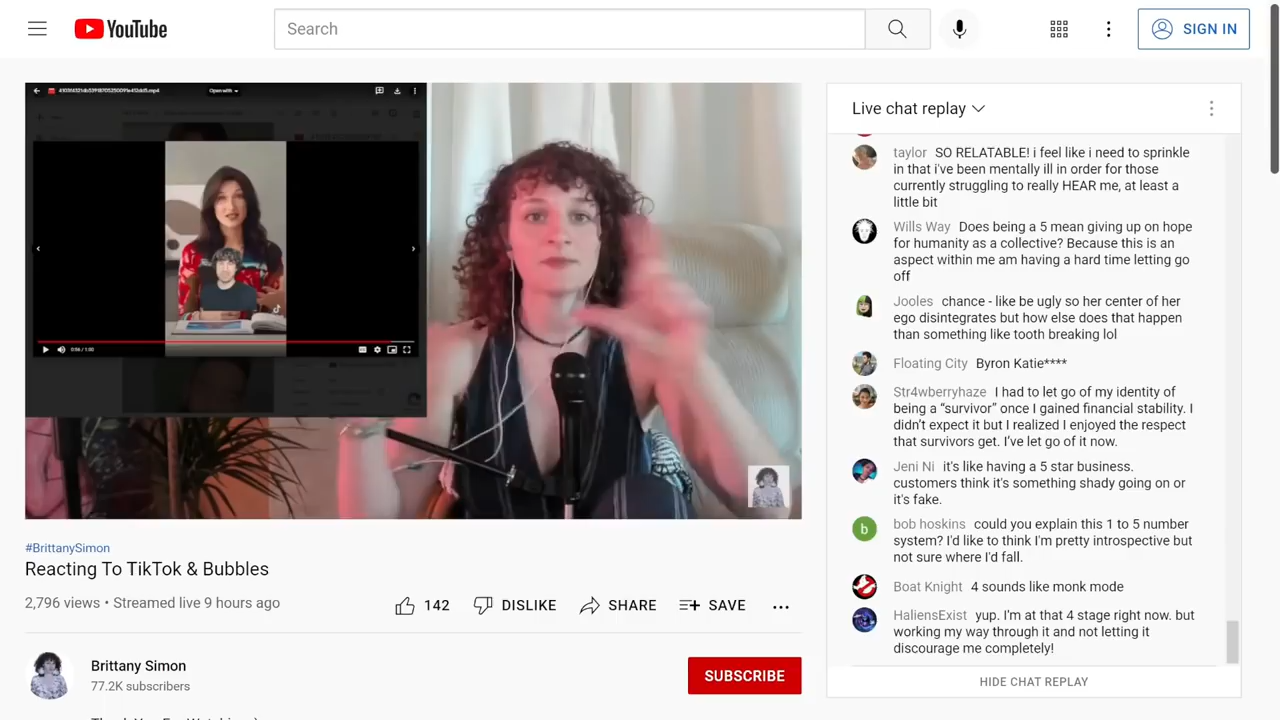 YouTube
Search
SIGN IN
Open with
0:56 / 1:00
Live chat replay
taylor SO RELATABLE! i feel like i need to sprinkle
in that i've been mentally ill in order for those
currently struggling to really HEAR me, at least a
little bit
Wills Way Does being a 5 mean giving up on hope
for humanity as a collective? Because this is an
aspect within me am having a hard time letting go
off
Jooles chance - like be ugly so her center of her
ego disintegrates but how else does that happen
than something like tooth breaking lol
Floating City Byron Katie****
Str4wberryhaze I had to let go of my identity of
being a “survivor” once I gained financial stability. I
didn’t expect it but I realized I enjoyed the respect
that survivors get. I’ve let go of it now.
Jeni Ni it's like having a 5 star business.
customers think it's something shady going on or
it's fake.
b
bob hoskins could you explain this 1 to 5 number
system? I'd like to think I'm pretty introspective but
not sure where I'd fall.
Boat Knight 4 sounds like monk mode
HaliensExist yup. I'm at that 4 stage right now. but
working my way through it and not letting it
discourage me completely!
HIDE CHAT REPLAY
#BrittanySimon
Reacting To TikTok & Bubbles
2,796 views • Streamed live 9 hours ago
142
DISLIKE
SHARE
SAVE
Brittany Simon
77.2K subscribers
SUBSCRIBE